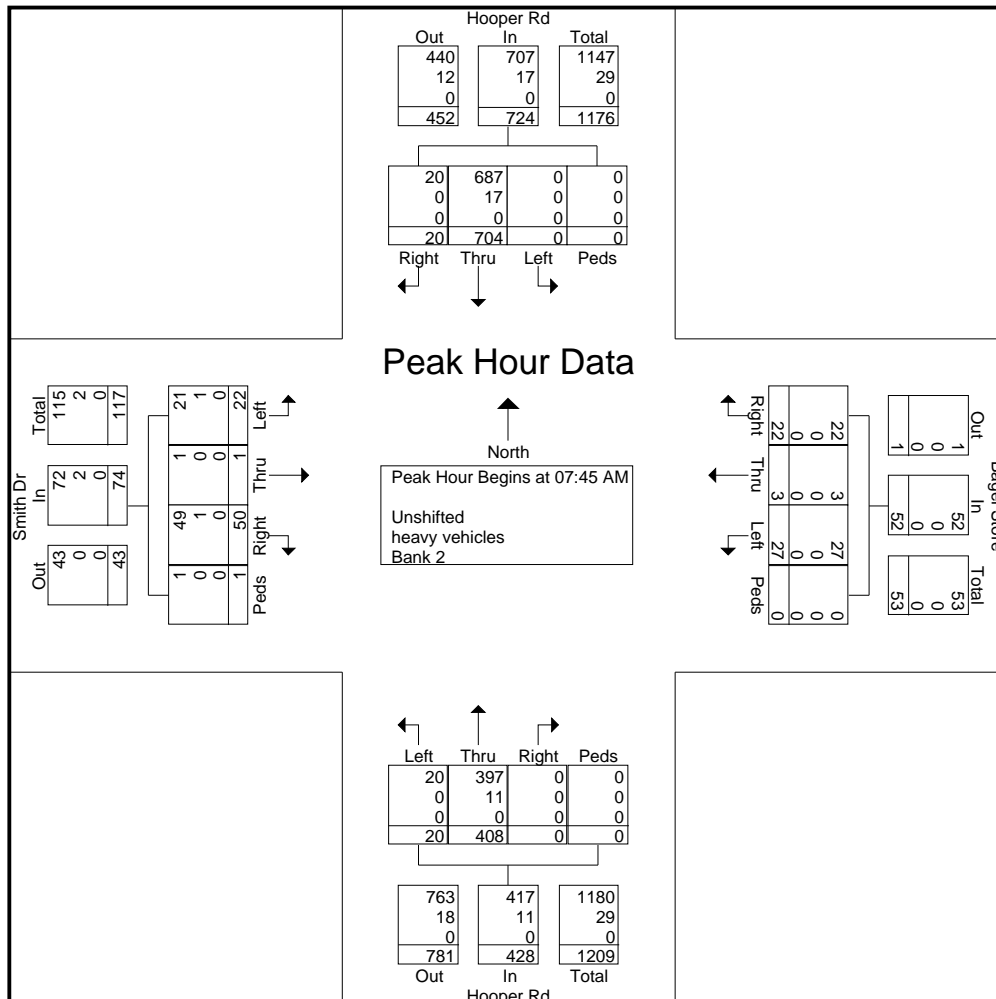 Hooper Rd
Out In Total
440 707 1147
12 17 29
0 0 0
452 724 1176
20 687 0 0
0 17 0 0
0 0 0 0
20 704 0 0
Right Thru Left Peds
Peak Hour Data
North
Peak Hour Begins at 07:45 AM
Unshifted
heavy vehicles
Bank 2
Smith Dr
Out In Total
43 72 115
0 2 2
0 0 0
43 74 117
Peds Right Thru Left
1 49 1 21
0 1 0 1
0 0 0 0
1 50 1 22
Out In Total
1 52 53
0 0 0
0 0 0
1 52 53
Right Thru Left Peds
22 3 27 0
0 0 0 0
0 0 0 0
22 3 27 0
Left Thru Right Peds
20 397 0 0
0 11 0 0
0 0 0 0
20 408 0 0
763 417 1180
18 11 29
0 0 0
781 428 1209
Out In Total
Hooper Rd